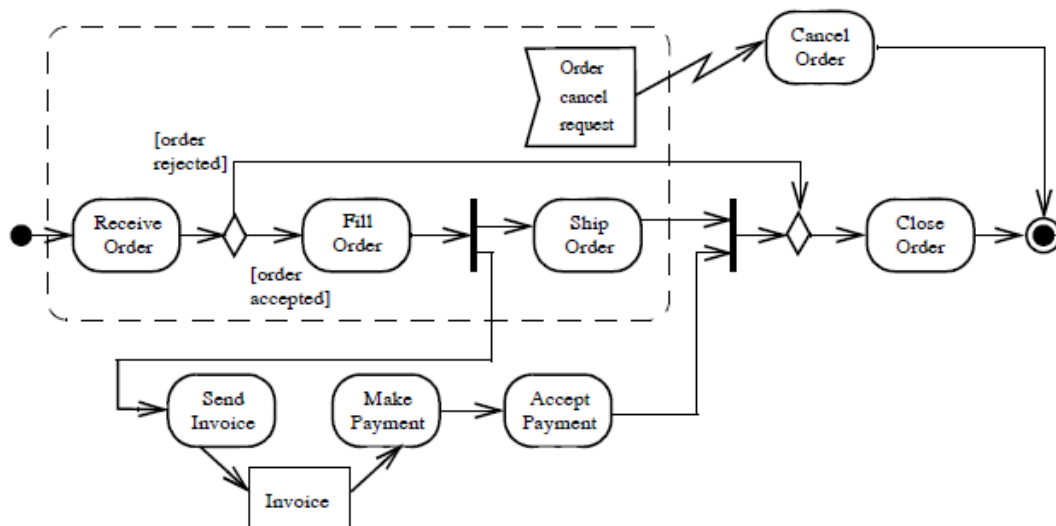 Cancel
Order
Order
cancel
request
[order
rejected]
Receive
Order
Fill
Order
Ship
Order
Close
Order
[order
accepted]
Send
Invoice
Make
Payment
Accept
Payment
Invoice